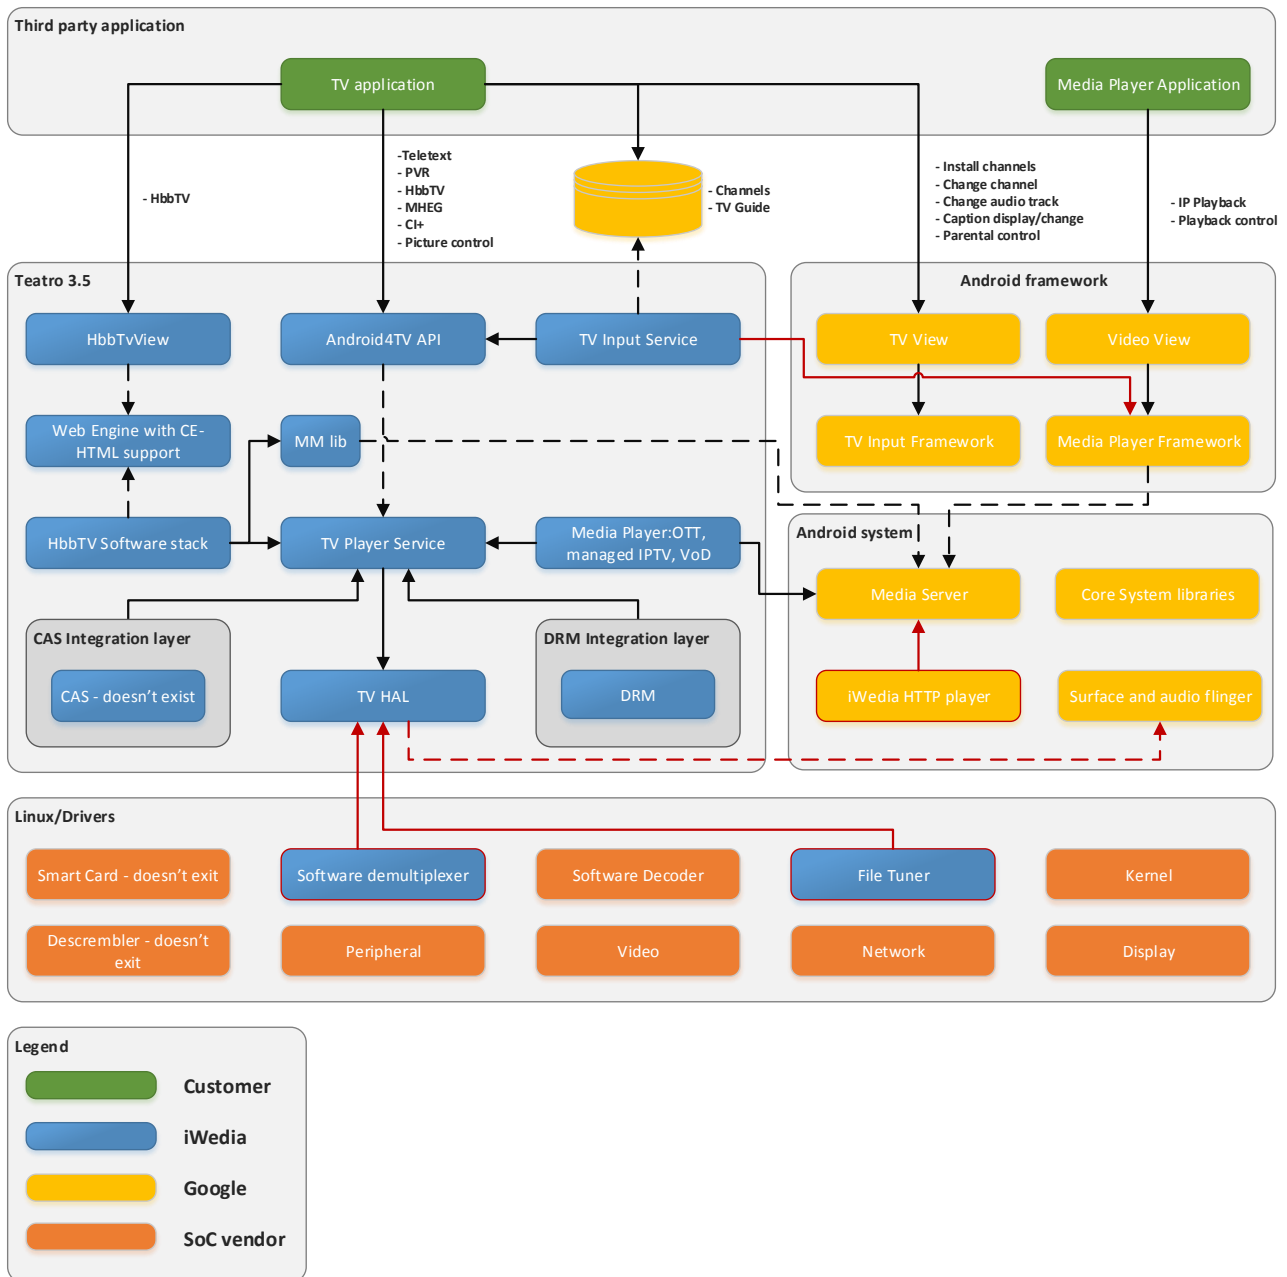 Third party application
TV application
Media Player Application
- HbbTV
-Teletext
- PVR
- HbbTV
- MHEG
- CI+
- Picture control
- Channels
- TV Guide
- Install channels
- Change channel
- Change audio track
- Caption display/change
- Parental control
- IP Playback
- Playback control
Teatro 3.5
HbbTvView
Android4TV API
TV Input Service
Web Engine with CE-
HTML support
MM lib
HbbTV Software stack
TV Player Service
Media Player:OTT,
managed IPTV, VoD
CAS Integration layer
CAS - doesn't exist
TV HAL
DRM Integration layer
DRM
Android framework
TV View
Video View
TV Input Framework
Media Player Framework
Android system
Media Server
Core System libraries
iWedia HTTP player
Surface and audio flinger
Linux/Drivers
Smart Card - doesn't exit
Software demultiplexer
Software Decoder
File Tuner
Kernel
Descrembler - doesn't
exit
Peripheral
Video
Network
Display
Legend
Customer
iWedia
Google
SoC vendor